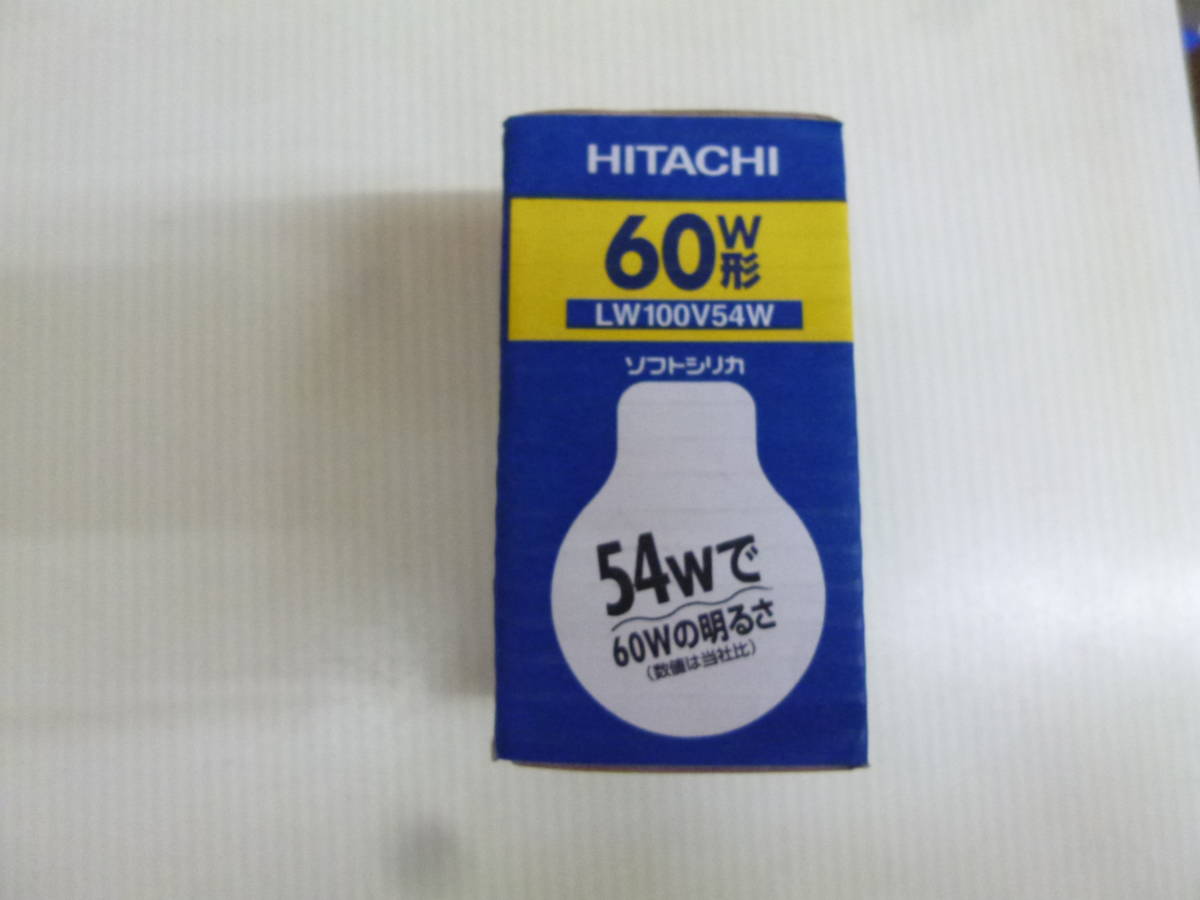 HITACHI
60W形
LW100V54W
ソフトシリカ
54Wで
60Wの明るさ
(数値は当社比)